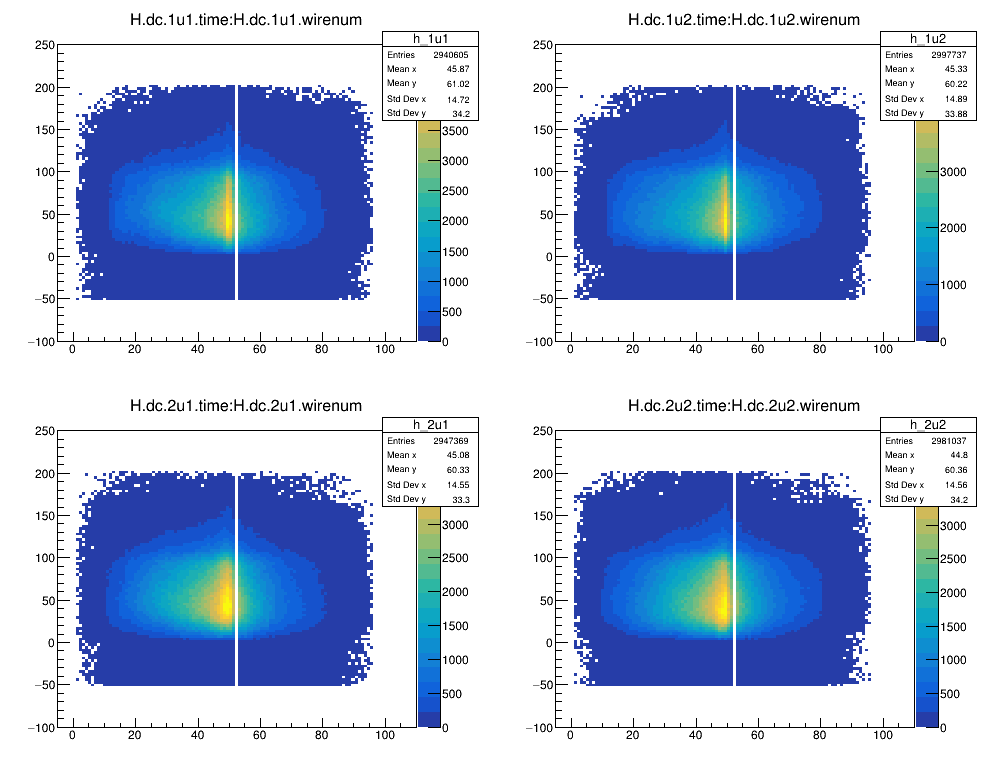 H.dc.1u1.time:H.dc.1u1.wirenum
h_1u1
Entries 2940605
Mean x 45.87
Mean y 61.02
Std Dev x 14.72
Std Dev y 34.2
250
200
150
100
50
0
−50
−100
0 20 40 60 80 100
3500
3000
2500
2000
1500
1000
500
0
H.dc.1u2.time:H.dc.1u2.wirenum
h_1u2
Entries 2997737
Mean x 45.33
Mean y 60.22
Std Dev x 14.89
Std Dev y 33.88
250
200
150
100
50
0
−50
−100
0 20 40 60 80 100
3000
2000
1000
0
H.dc.2u1.time:H.dc.2u1.wirenum
h_2u1
Entries 2947369
Mean x 45.08
Mean y 60.33
Std Dev x 14.55
Std Dev y 33.3
250
200
150
100
50
0
−50
−100
0 20 40 60 80 100
3000
2500
2000
1500
1000
500
0
H.dc.2u2.time:H.dc.2u2.wirenum
h_2u2
Entries 2981037
Mean x 44.8
Mean y 60.36
Std Dev x 14.56
Std Dev y 34.2
250
200
150
100
50
0
−50
−100
0 20 40 60 80 100
3000
2500
2000
1500
1000
500
0